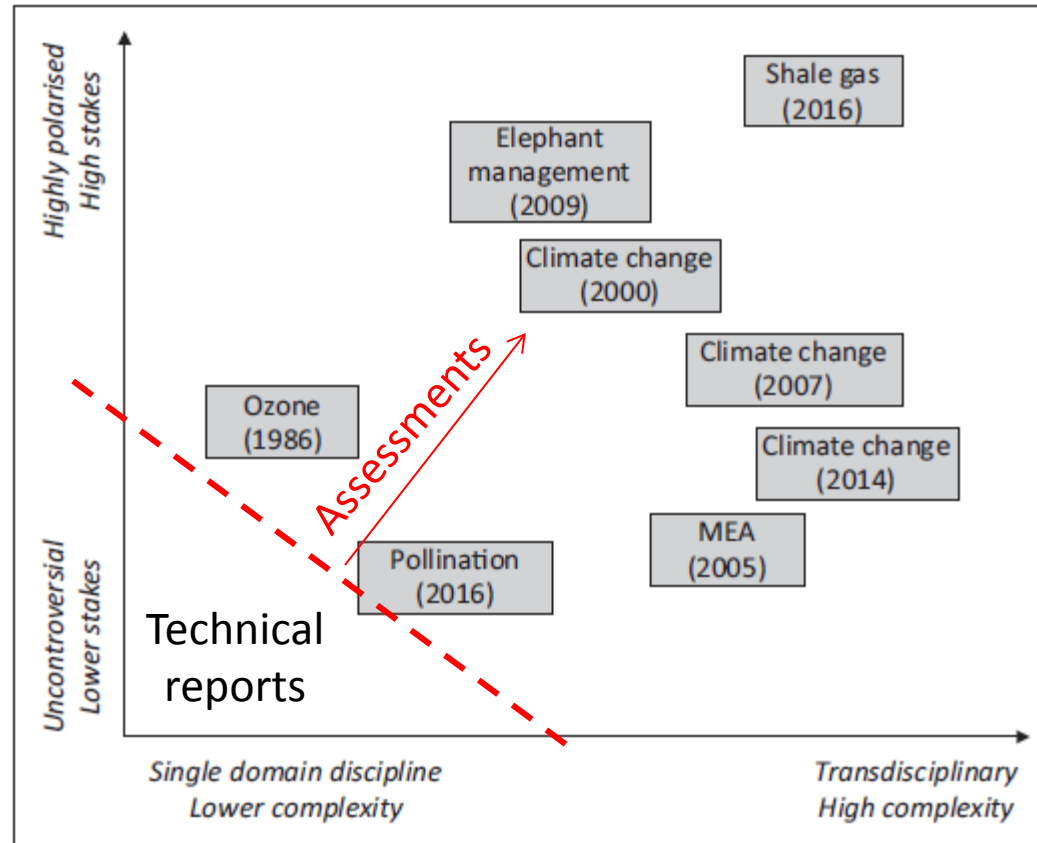 Highly polarised
High stakes
Uncontroversial
Lower stakes
Shale gas
(2016)
Elephant
management
(2009)
Climate change
(2000)
Climate change
(2007)
Ozone
(1986)
Assessments
Climate change
(2014)
MEA
(2005)
Pollination
(2016)
Technical
reports
Single domain discipline
Lower complexity
Transdisciplinary
High complexity